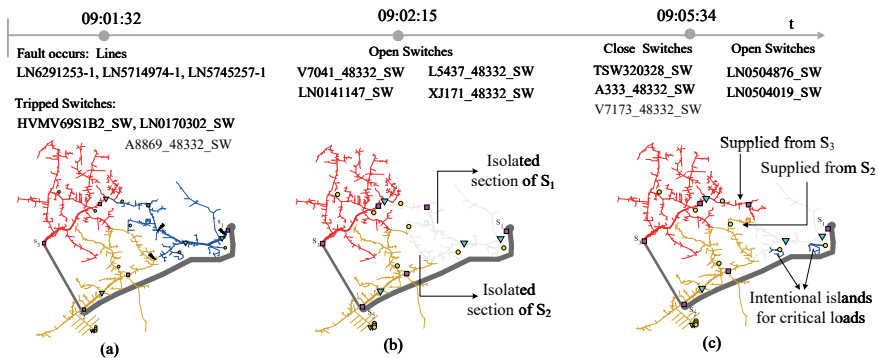 09:01:32 09:02:15 09:05:34 t
Fault occurs: Lines
LN6291253-1, LN5714974-1, LN5745257-1
Tripped Switches:
HVMV69S1B2_SW, LN0170302_SW
A8869_48332_SW
Open Switches
V7041_48332_SW L5437_48332_SW
LN0141147_SW XJ171_48332_SW
Close Switches Open Switches
TSW320328_SW LN0504876_SW
A333_48332_SW LN0504019_SW
V7173_48332_SW
S3
(a)
Isolated
section of S1
S1
Isolated
section of S2
(b)
Supplied from S3
Supplied from S2
S1
Intentional islands
for critical loads
(c)